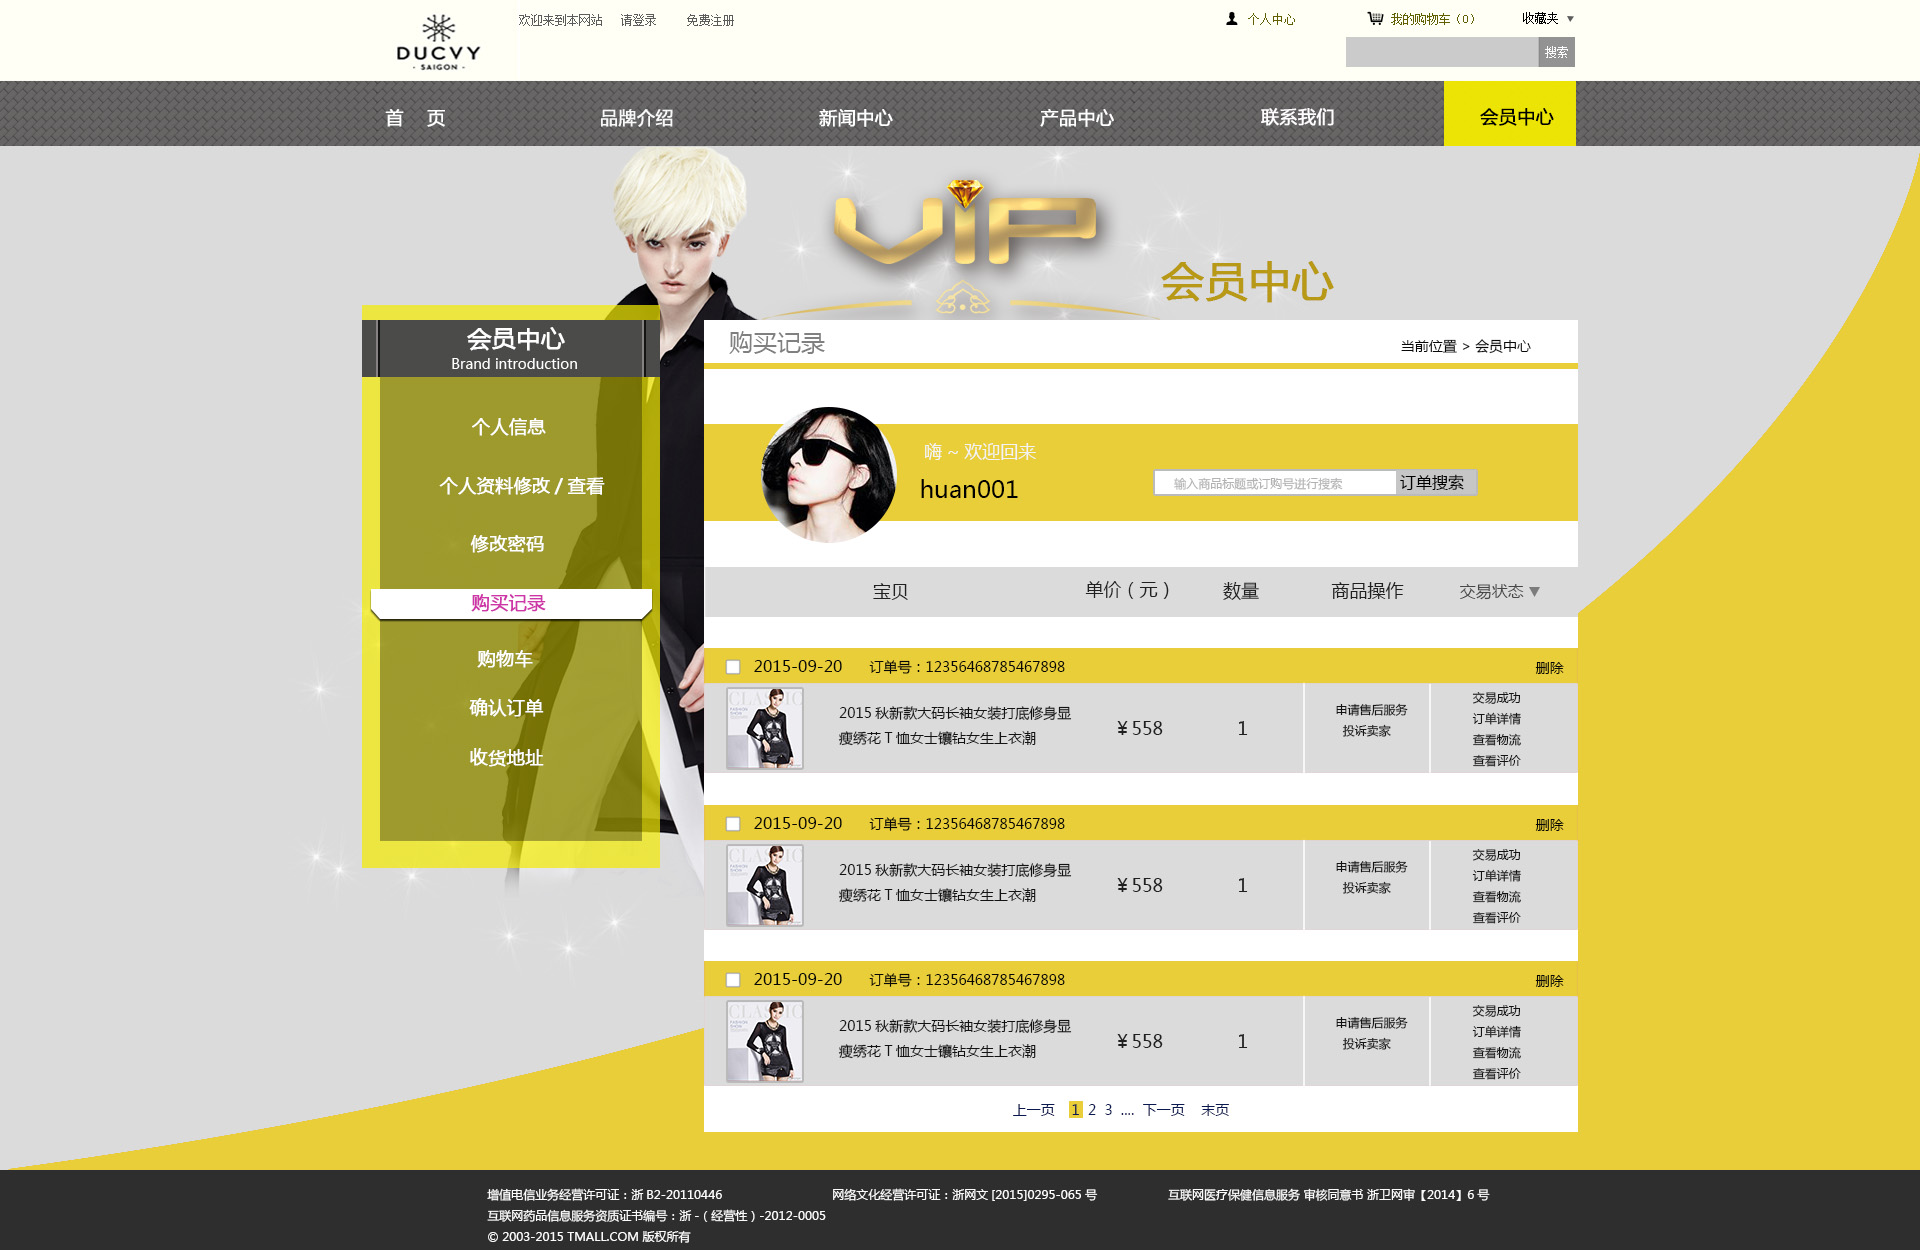 DUCVY
- SAIGON -
欢迎来到本网站 请登录 免费注册
个人中心 我的购物车（0） 收藏夹 ▼
搜索
首 页 品牌介绍 新闻中心 产品中心 联系我们 会员中心
ViP
会员中心
会员中心
Brand introduction
个人信息
个人资料修改 / 查看
修改密码
购买记录
购物车
确认订单
收货地址
购买记录 当前位置 > 会员中心
嗨 ~ 欢迎回来
huan001
输入商品标题或订购号进行搜索 订单搜索
宝贝 单价（元） 数量 商品操作 交易状态 ▼
2015-09-20 订单号：12356468785467898 删除
CLASSIC
2015 秋新款大码长袖女装打底修身显
瘦绣花 T 恤女士镶钻女生上衣潮
¥ 558 1
申请售后服务
投诉卖家
交易成功
订单详情
查看物流
查看评价
2015-09-20 订单号：12356468785467898 删除
CLASSIC
2015 秋新款大码长袖女装打底修身显
瘦绣花 T 恤女士镶钻女生上衣潮
¥ 558 1
申请售后服务
投诉卖家
交易成功
订单详情
查看物流
查看评价
2015-09-20 订单号：12356468785467898 删除
CLASSIC
2015 秋新款大码长袖女装打底修身显
瘦绣花 T 恤女士镶钻女生上衣潮
¥ 558 1
申请售后服务
投诉卖家
交易成功
订单详情
查看物流
查看评价
上一页 1 2 3 .... 下一页 末页
增值电信业务经营许可证：浙 B2-20110446 网络文化经营许可证：浙网文 [2015]0295-065 号 互联网医疗保健信息服务 审核同意书 浙卫网审【2014】6 号
互联网药品信息服务资质证书编号：浙 -（经营性）-2012-0005
© 2003-2015 TMALL.COM 版权所有